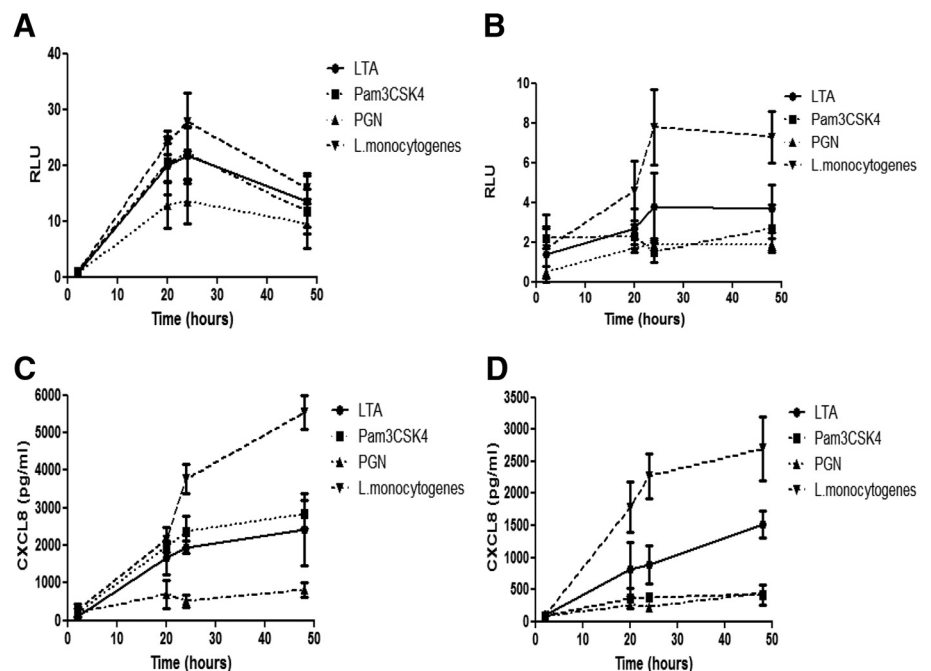 A
RLU
40
30
20
10
0
0 10 20 30 40 50
Time (hours)
LTA
Pam3CSK4
PGN
L.monocytogenes
B
RLU
10
8
6
4
2
0
0 10 20 30 40 50
Time (hours)
LTA
Pam3CSK4
PGN
L.monocytogenes
C
CXCL8 (pg/ml)
6000
5000
4000
3000
2000
1000
0
0 10 20 30 40 50
Time (hours)
LTA
Pam3CSK4
PGN
L.monocytogenes
D
CXCL8 (pg/ml)
3500
3000
2500
2000
1500
1000
500
0
0 10 20 30 40 50
Time (hours)
LTA
Pam3CSK4
PGN
L.monocytogenes